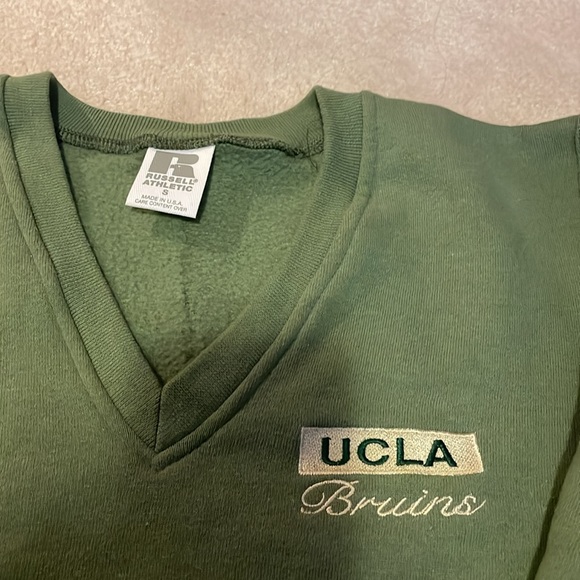 RUSSELL®
ATHLETIC
S
MADE IN U.S.A.
CARE CONTENT OVER
UCLA
Bruins